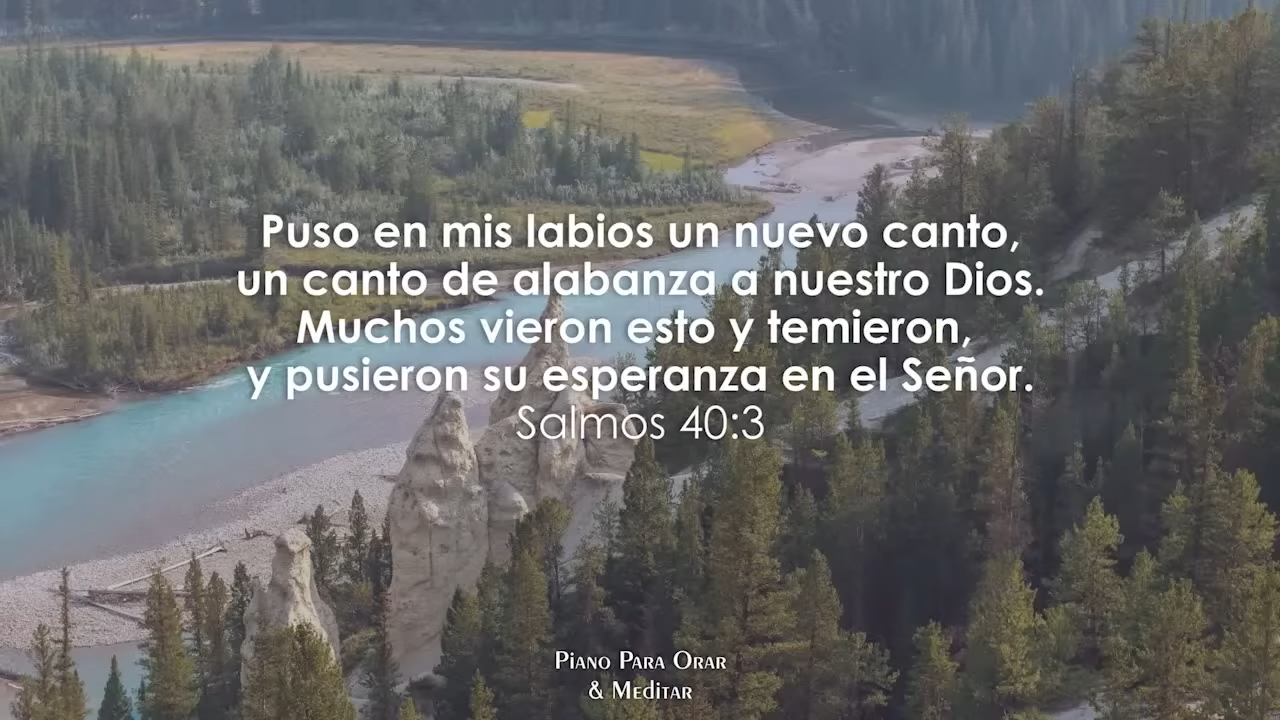 Puso en mis labios un nuevo canto,
un canto de alabanza a nuestro Dios.
Muchos vieron esto y temieron,
y pusieron su esperanza en el Señor.
Salmos 40:3
Piano Para Orar
& Meditar